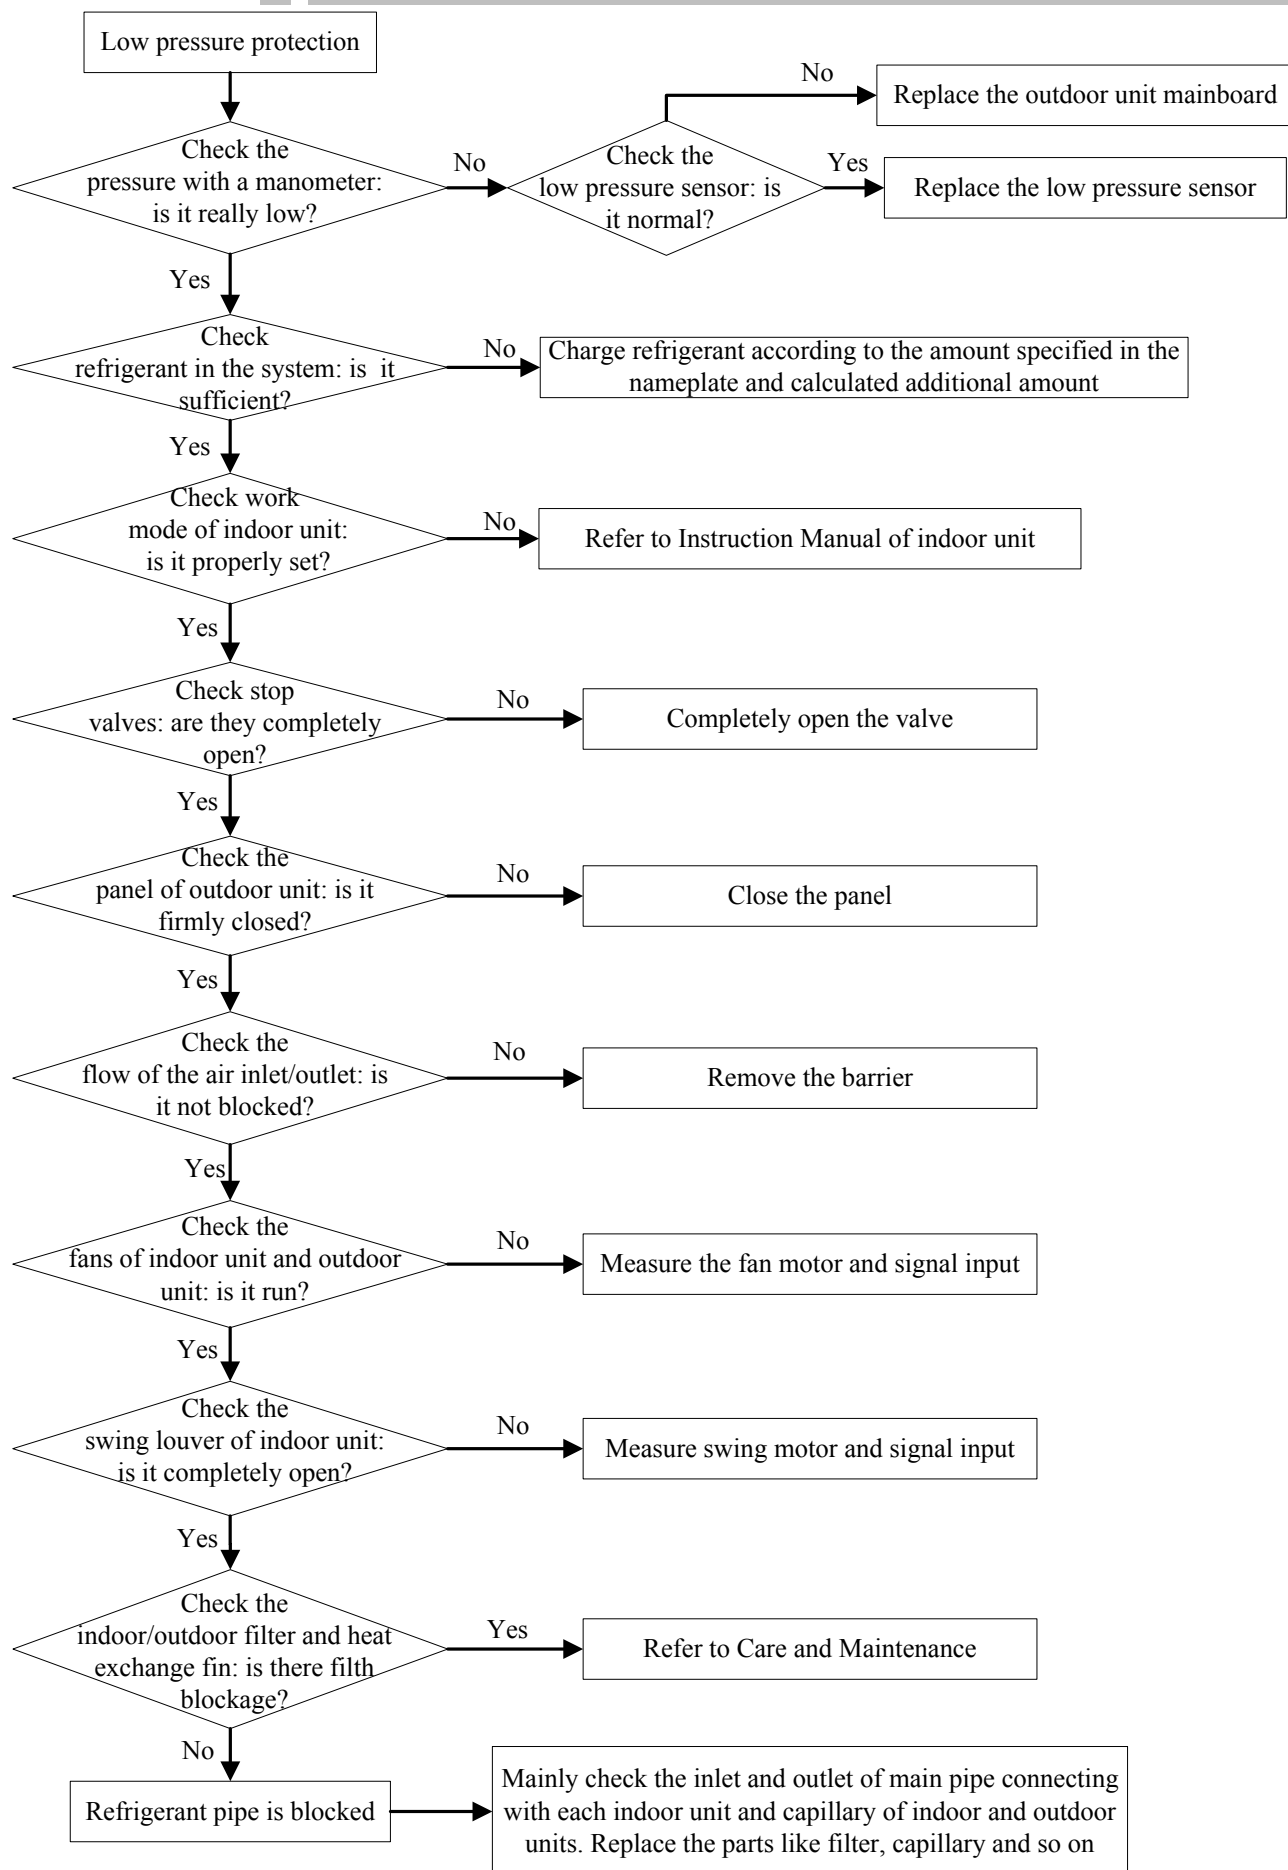 Low pressure protection
No
Replace the outdoor unit mainboard
Check the
pressure with a manometer:
is it really low?
No
Check the
low pressure sensor: is
it normal?
Yes
Replace the low pressure sensor
Yes
Check
refrigerant in the system: is it
sufficient?
No
Charge refrigerant according to the amount specified in the
nameplate and calculated additional amount
Yes
Check work
mode of indoor unit:
is it properly set?
No
Refer to Instruction Manual of indoor unit
Yes
Check stop
valves: are they completely
open?
No
Completely open the valve
Yes
Check the
panel of outdoor unit: is it
firmly closed?
No
Close the panel
Yes
Check the
flow of the air inlet/outlet: is
it not blocked?
No
Remove the barrier
Yes
Check the
fans of indoor unit and outdoor
unit: is it run?
No
Measure the fan motor and signal input
Yes
Check the
swing louver of indoor unit:
is it completely open?
No
Measure swing motor and signal input
Yes
Check the
indoor/outdoor filter and heat
exchange fin: is there filth
blockage?
Yes
Refer to Care and Maintenance
No
Refrigerant pipe is blocked
Mainly check the inlet and outlet of main pipe connecting
with each indoor unit and capillary of indoor and outdoor
units. Replace the parts like filter, capillary and so on